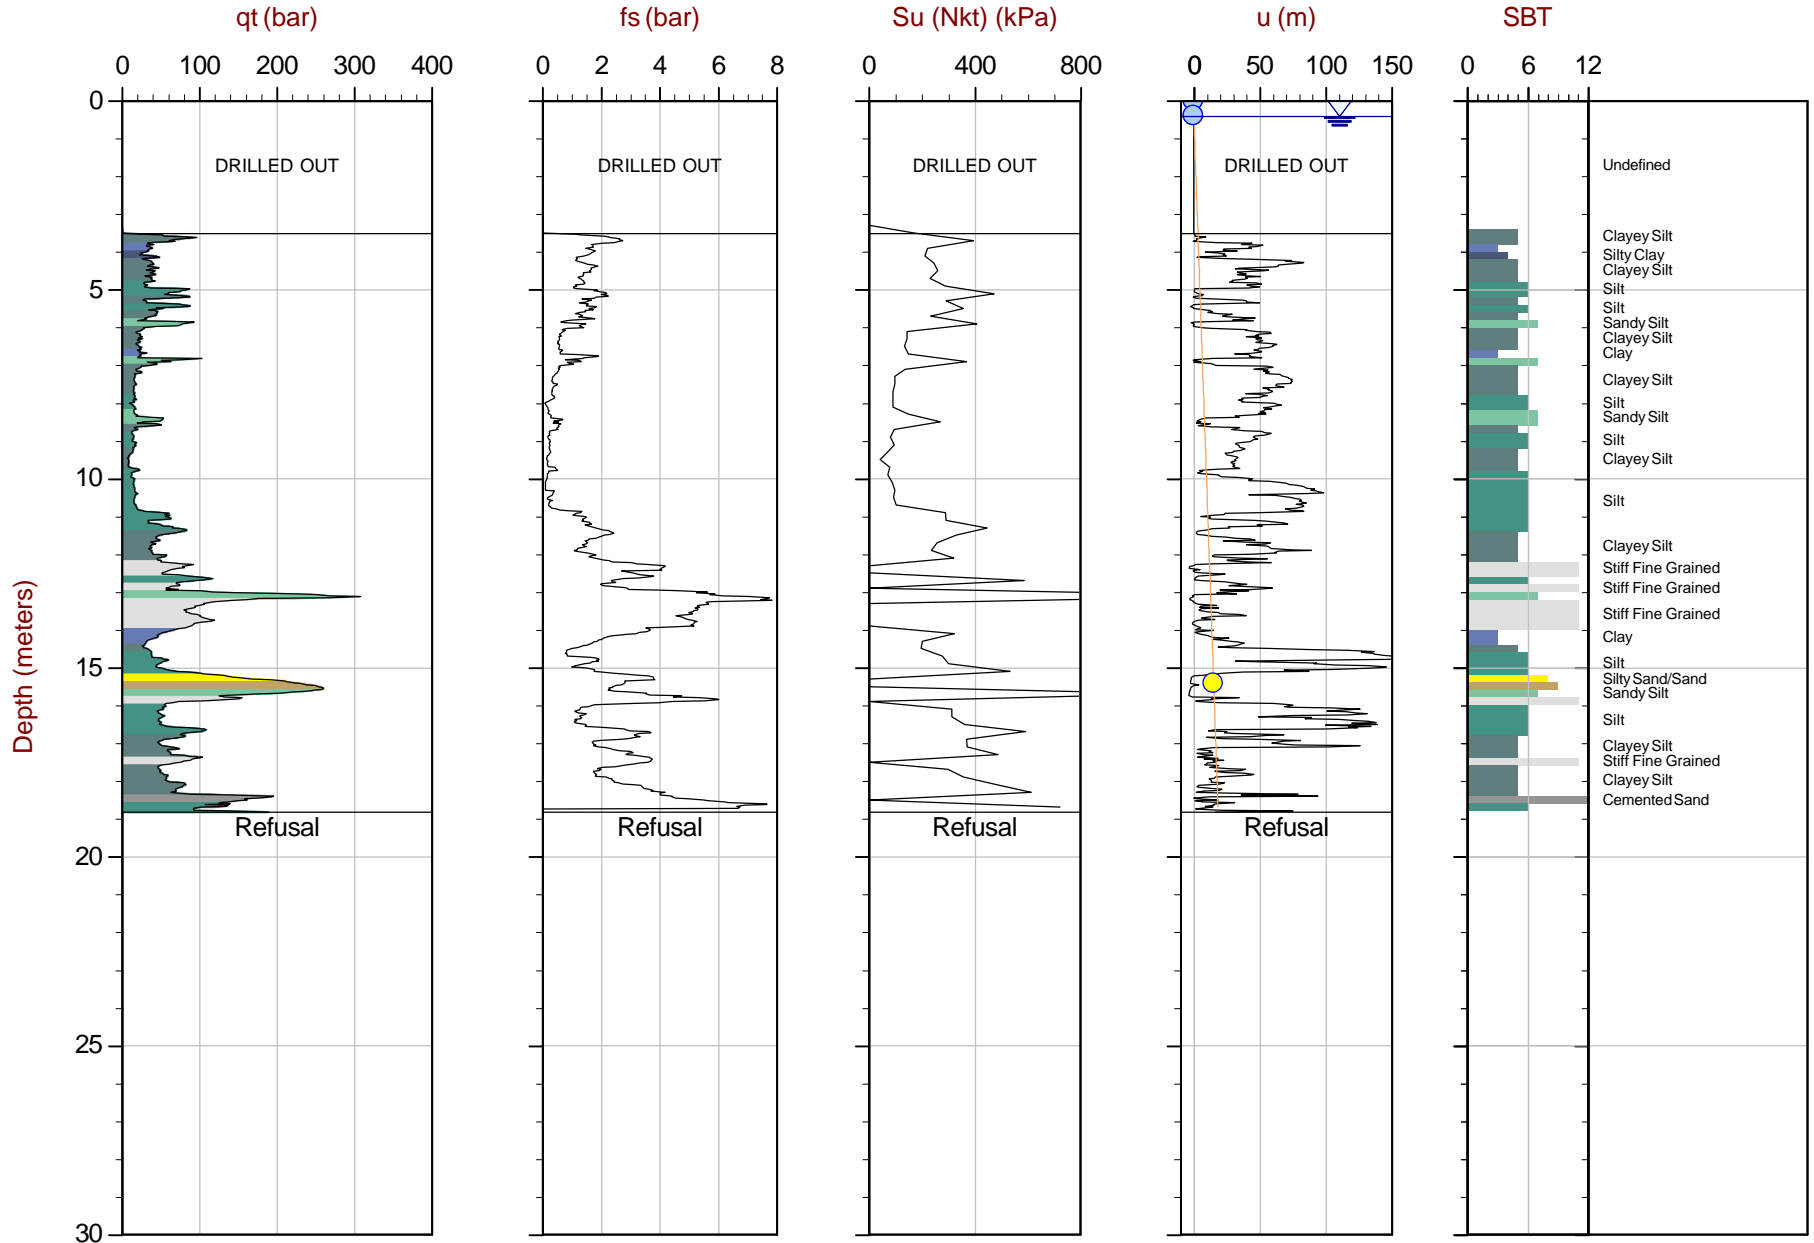 qt (bar) fs (bar) Su (Nkt) (kPa) u (m) SBT
0 100 200 300 400 0 2 4 6 8 0 400 800 0 50 100 150 0 6 12
0
DRILLED OUT DRILLED OUT DRILLED OUT DRILLED OUT Undefined
Clayey Silt
Silty Clay
Clayey Silt
5 Silt
Silt
Sandy Silt
Clayey Silt
Clay
Clayey Silt
Silt
Sandy Silt
Silt
Clayey Silt
10
Silt
Clayey Silt
Stiff Fine Grained
Stiff Fine Grained
Stiff Fine Grained
Clay
15 Silt
Silty Sand/Sand
Sandy Silt
Silt
Clayey Silt
Stiff Fine Grained
Clayey Silt
Cemented Sand
Refusal Refusal Refusal Refusal
20
25
30
Depth (meters)